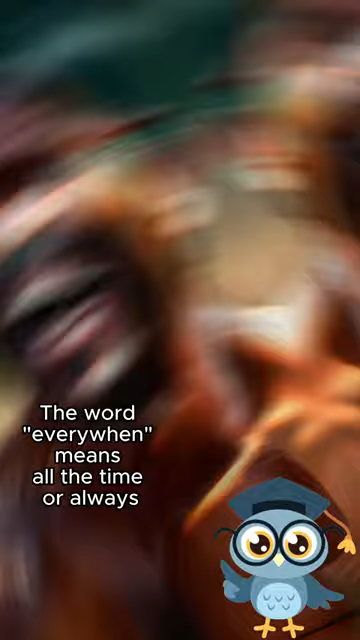 The word
"everywhen"
means
all the time
or always